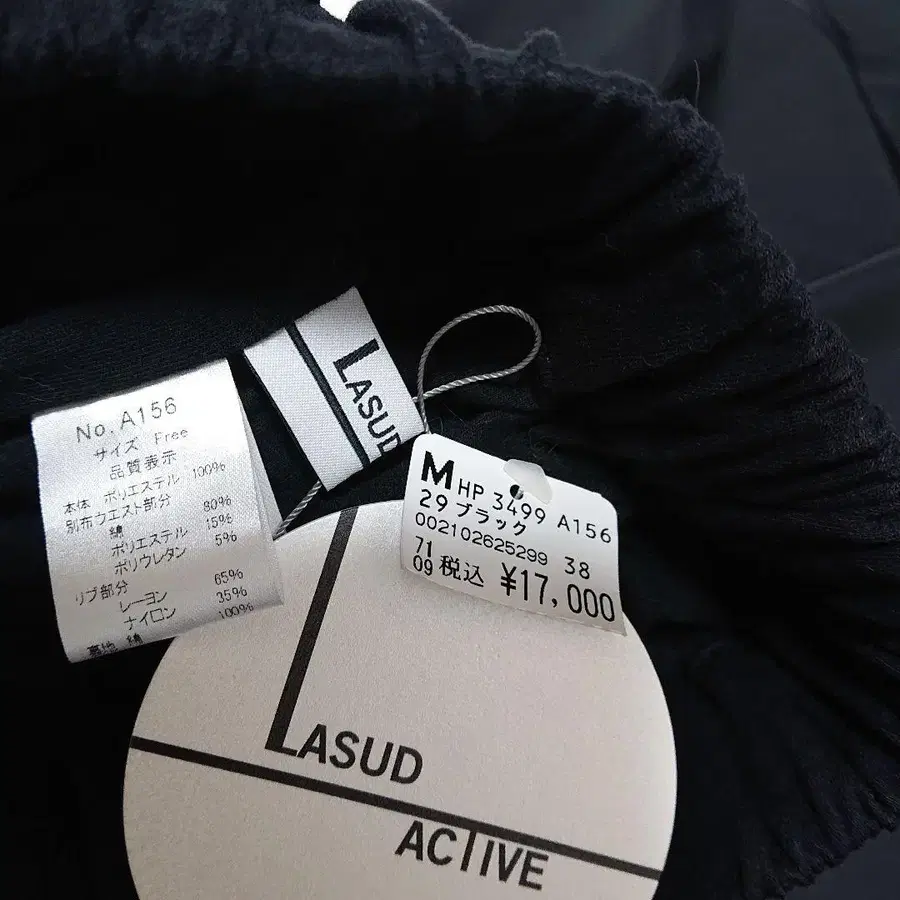 No. A156
サイズ Free
品質表示
本体 ポリエステル 100%
別布ウエスト部分
綿 80%
ポリエステル 15%
ポリウレタン 5%
リブ部分
レーヨン 65%
ナイロン 35%
裏地 綿 100%
LASUD
M HP 3499 A156
29 ブラック
002102625299 38
71
09 税込 ¥17,000
LASUD
ACTIVE